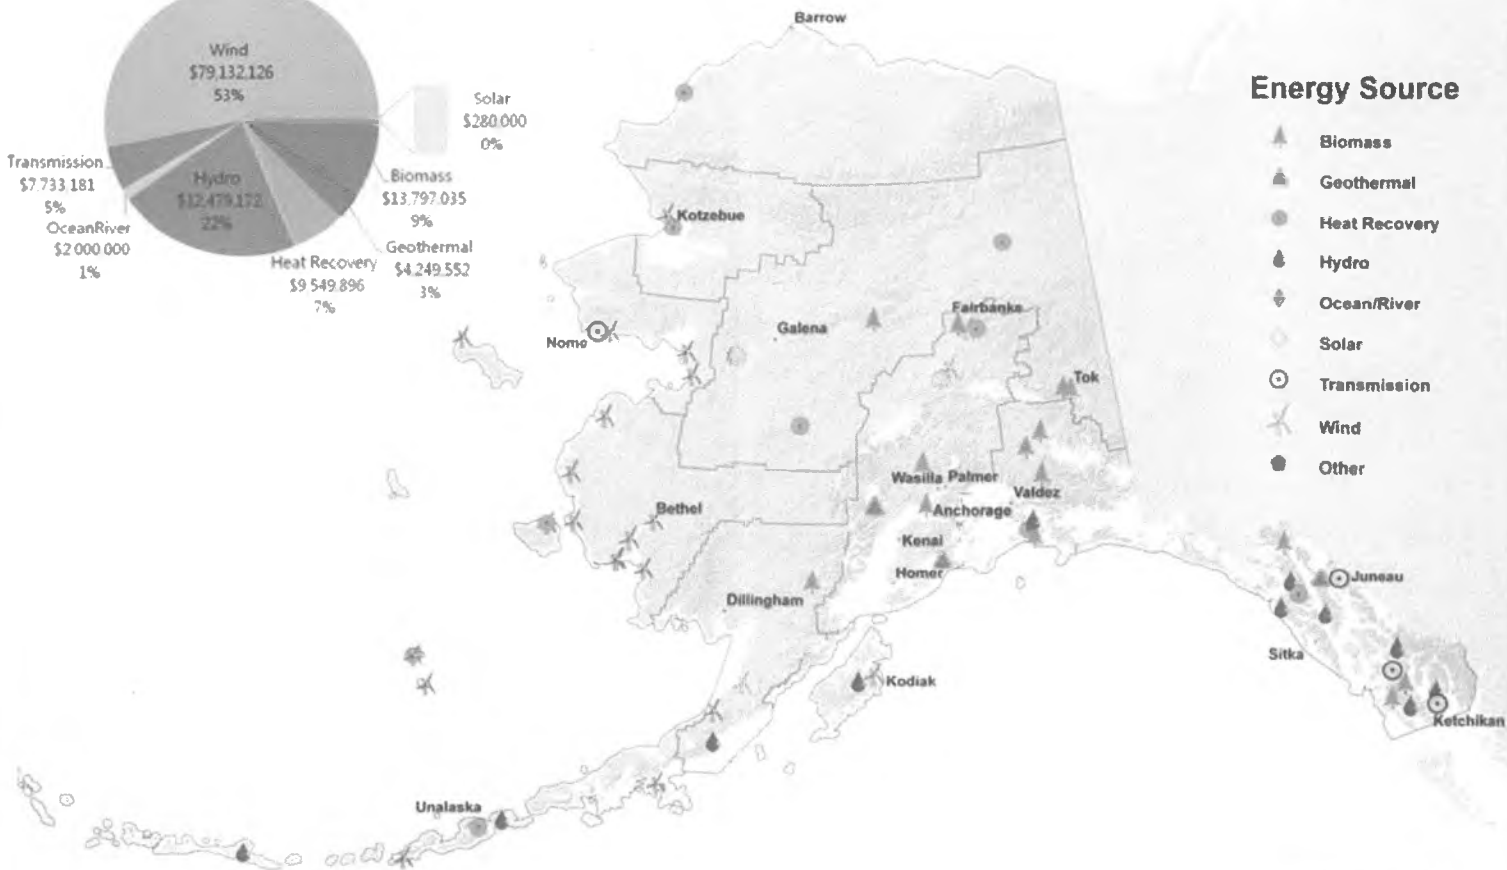 Wind
$79,132,126
53%
Solar
$280,000
0%
Transmission
$7,733,181
5%
Hydro
$12,479,172
22%
Biomass
$13,797,035
9%
OceanRiver
$2,000,000
1%
Geothermal
$4,249,552
3%
Heat Recovery
$9,549,896
7%
Barrow
Kotzebue
Nome
Galena
Fairbanks
Tok
Bethel
Wasilla
Palmer
Valdez
Anchorage
Kenai
Homer
Dillingham
Kodiak
Unalaska
Juneau
Sitka
Ketchikan
Energy Source
Biomass
Geothermal
Heat Recovery
Hydro
Ocean/River
Solar
Transmission
Wind
Other